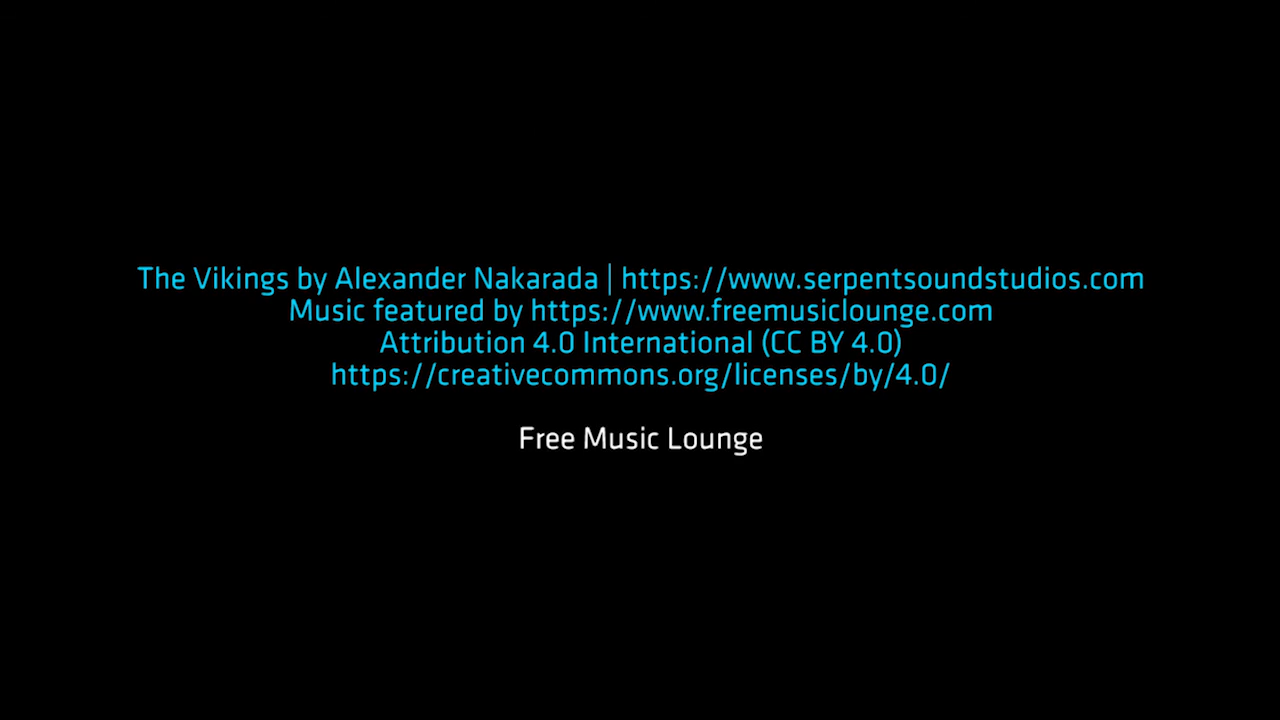 The Vikings by Alexander Nakarada | https://www.serpentsoundstudios.com
Music featured by https://www.freemusiclounge.com
Attribution 4.0 International (CC BY 4.0)
https://creativecommons.org/licenses/by/4.0/
Free Music Lounge